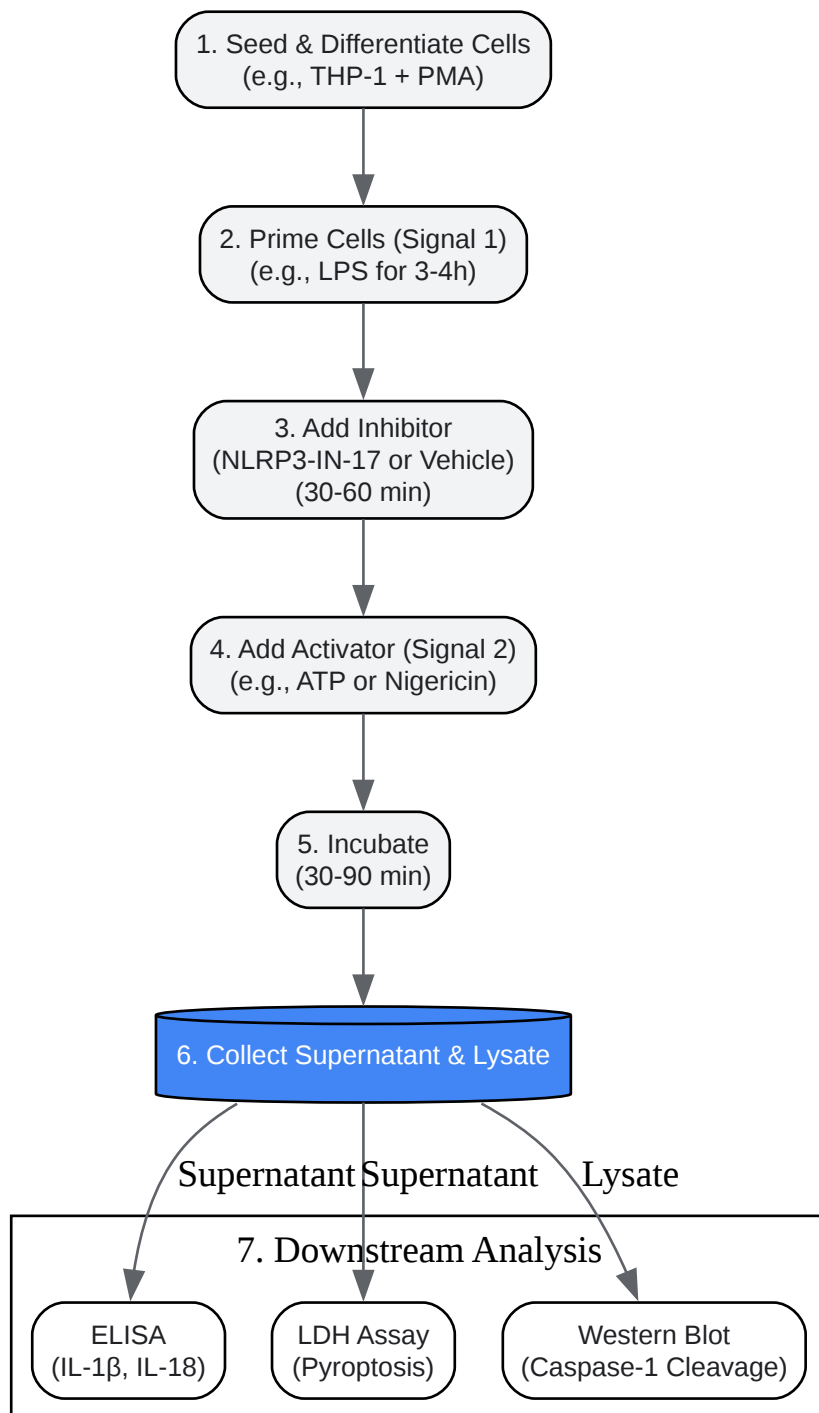 1. Seed & Differentiate Cells
(e.g., THP-1 + PMA)
2. Prime Cells (Signal 1)
(e.g., LPS for 3-4h)
3. Add Inhibitor
(NLRP3-IN-17 or Vehicle)
(30-60 min)
4. Add Activator (Signal 2)
(e.g., ATP or Nigericin)
5. Incubate
(30-90 min)
6. Collect Supernatant & Lysate
Supernatant
Supernatant
Lysate
7. Downstream Analysis
ELISA
(IL-1β, IL-18)
LDH Assay
(Pyroptosis)
Western Blot
(Caspase-1 Cleavage)